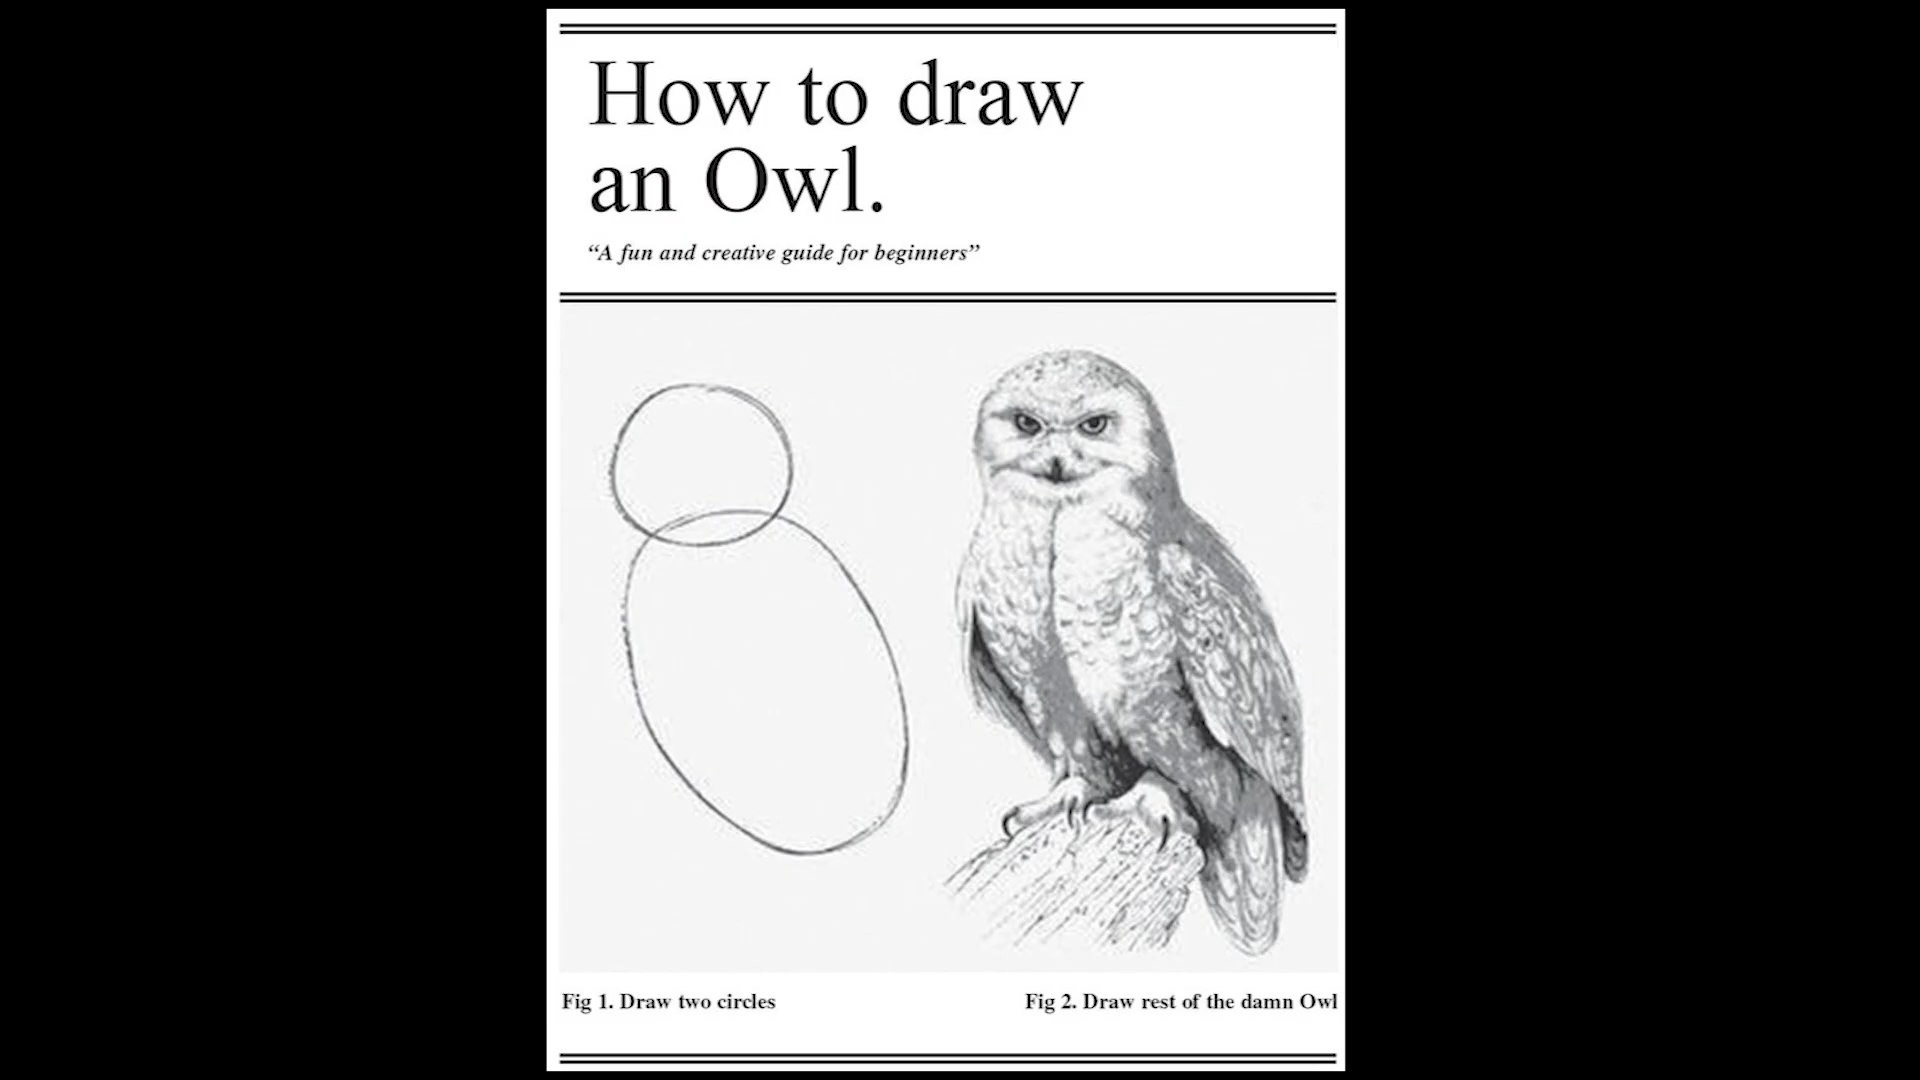 How to draw
an Owl.
“A fun and creative guide for beginners”
Fig 1. Draw two circles
Fig 2. Draw rest of the damn Owl